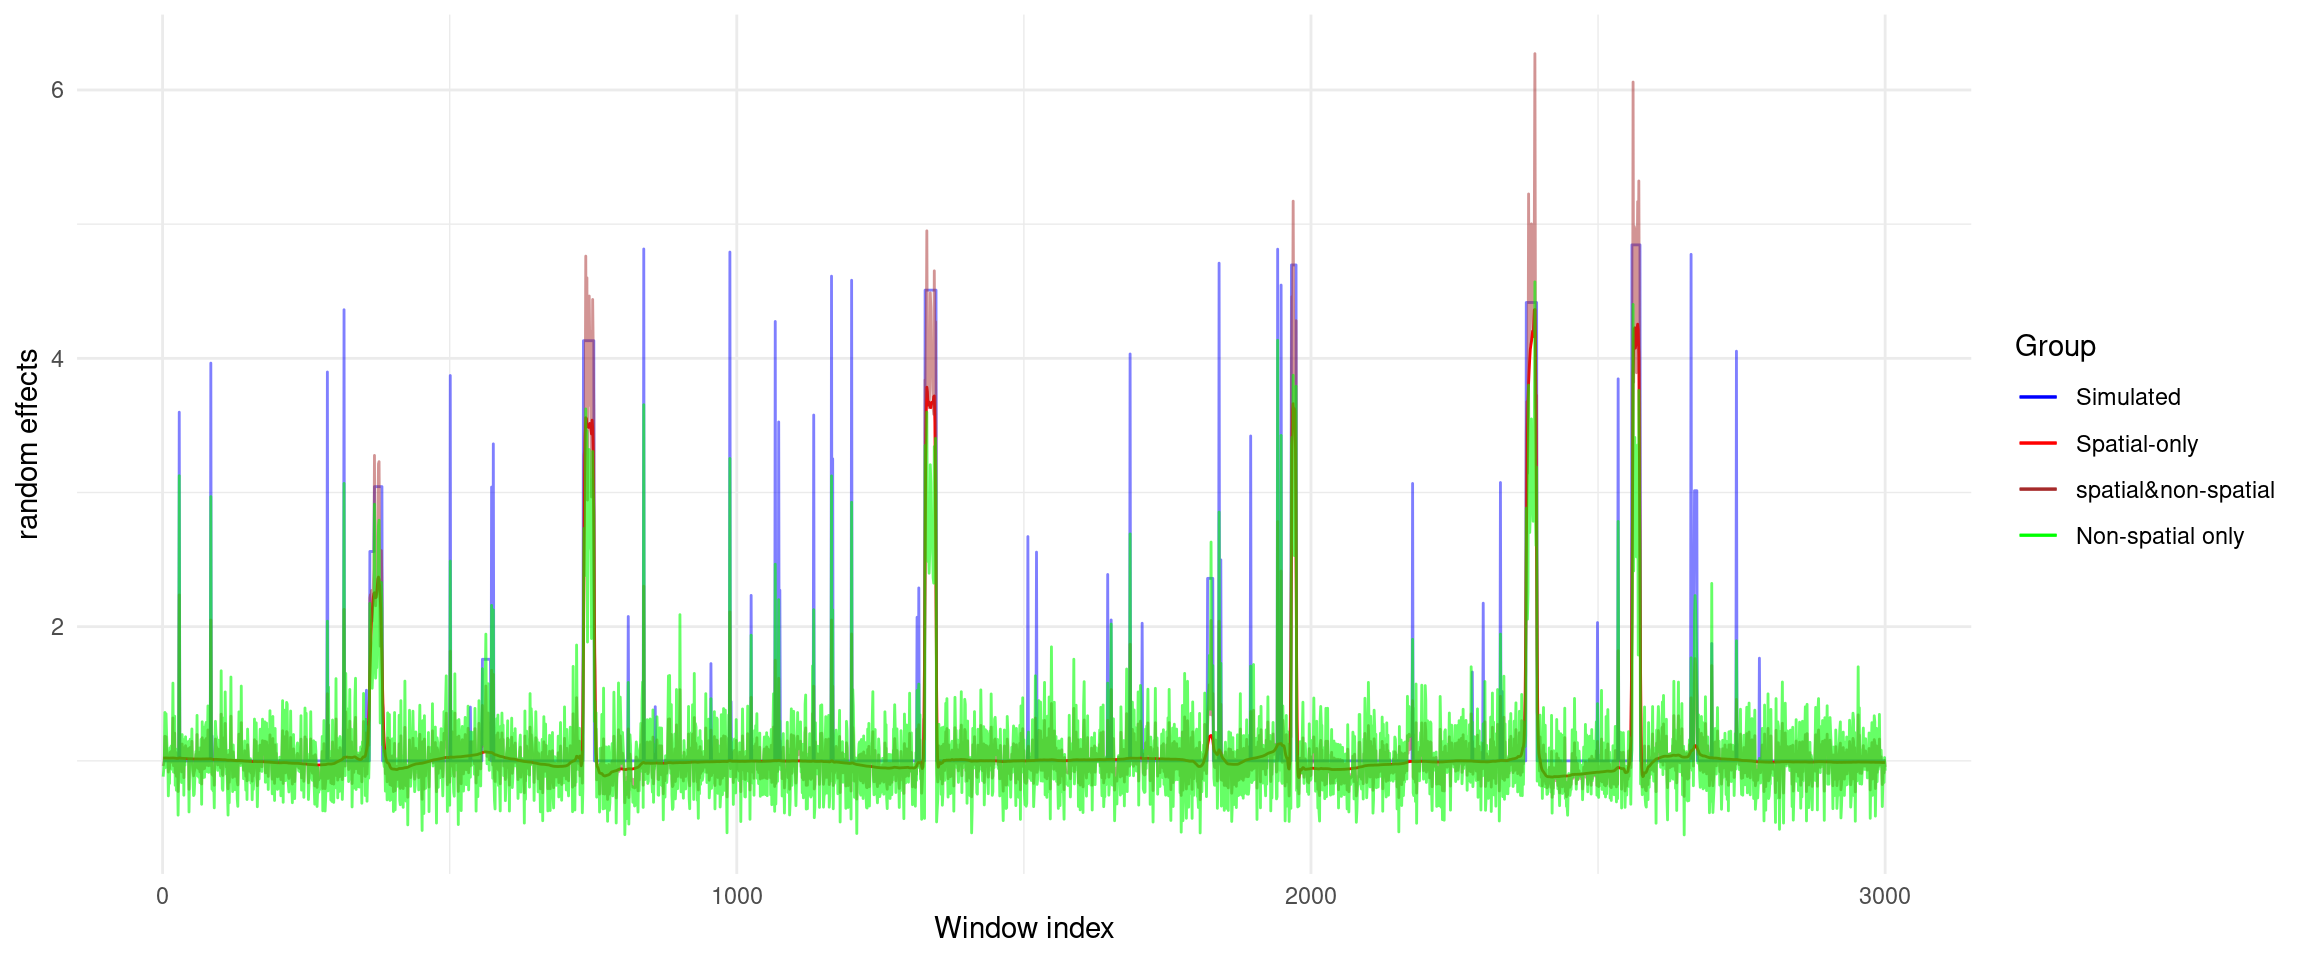 random effects
6
4
2
0
1000
2000
3000
Window index
Group
Simulated
Spatial-only
spatial&non-spatial
Non-spatial only